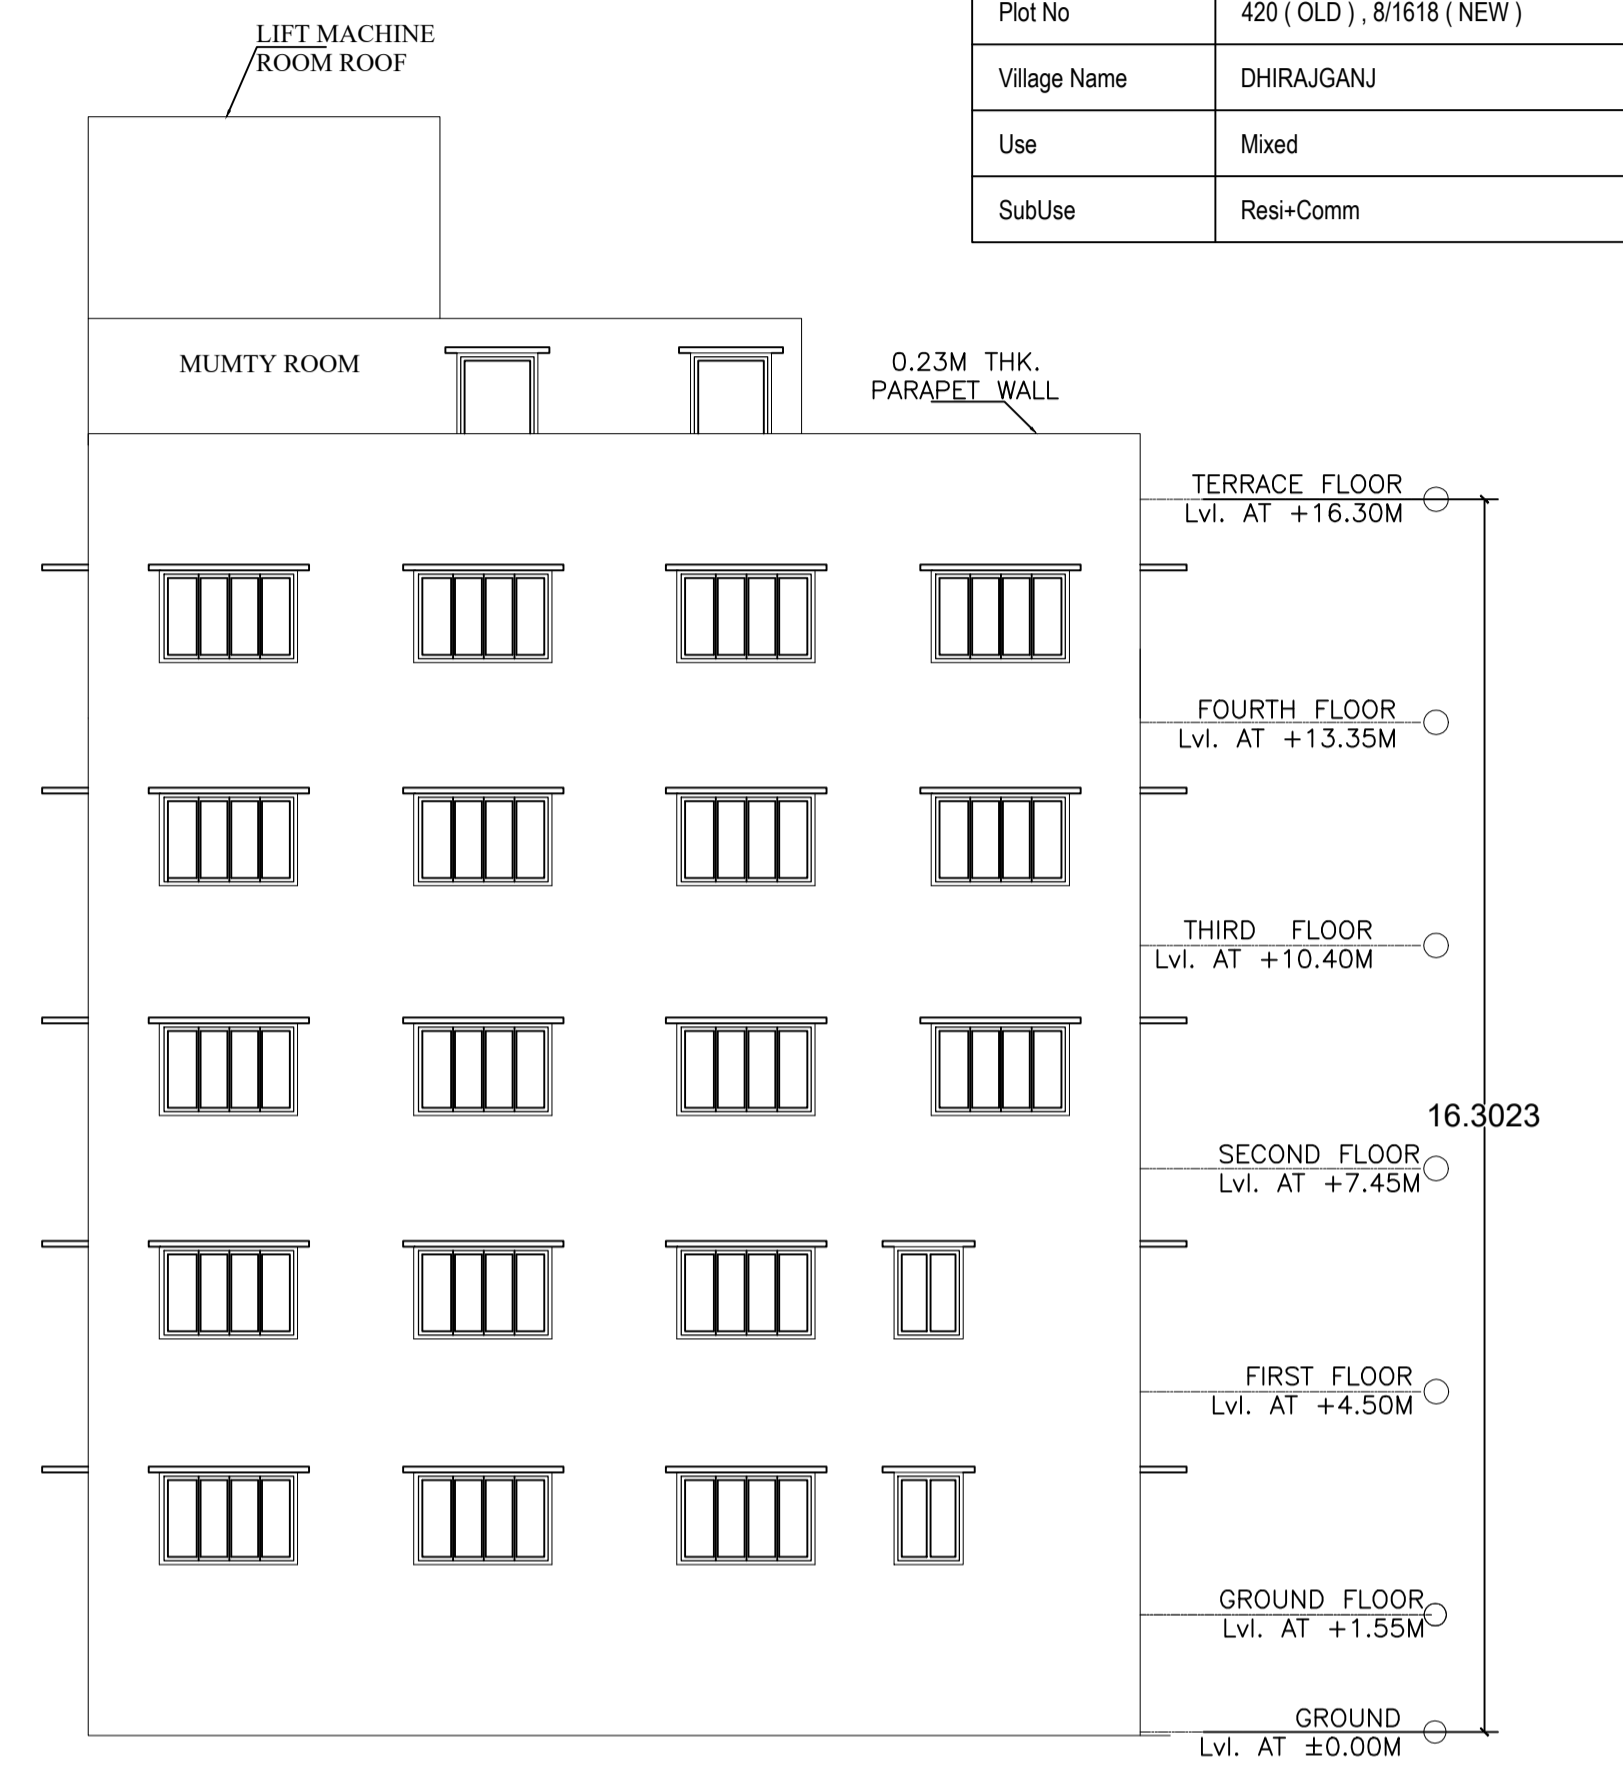 Plot No 420 ( OLD ) , 8/1618 ( NEW )
Village Name DHIRAJGANJ
Use Mixed
SubUse Resi+Comm
LIFT MACHINE
ROOM ROOF
MUMTY ROOM
0.23M THK.
PARAPET WALL
TERRACE FLOOR
Lvl. AT +16.30M
FOURTH FLOOR
Lvl. AT +13.35M
THIRD FLOOR
Lvl. AT +10.40M
16.3023
SECOND FLOOR
Lvl. AT +7.45M
FIRST FLOOR
Lvl. AT +4.50M
GROUND FLOOR
Lvl. AT +1.55M
GROUND
Lvl. AT ±0.00M